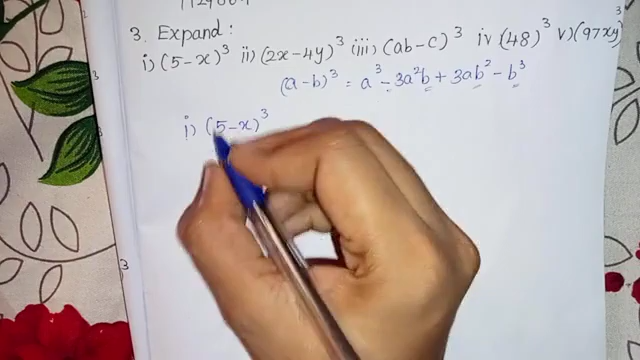 3. Expand :
i) (5-x)³ ii) (2x-4y)³ iii) (ab-c)³ iv (48)³ v) (97xy)³
(a-b)³ = a³ - 3a²b + 3ab² - b³
i) (5-x)³
3